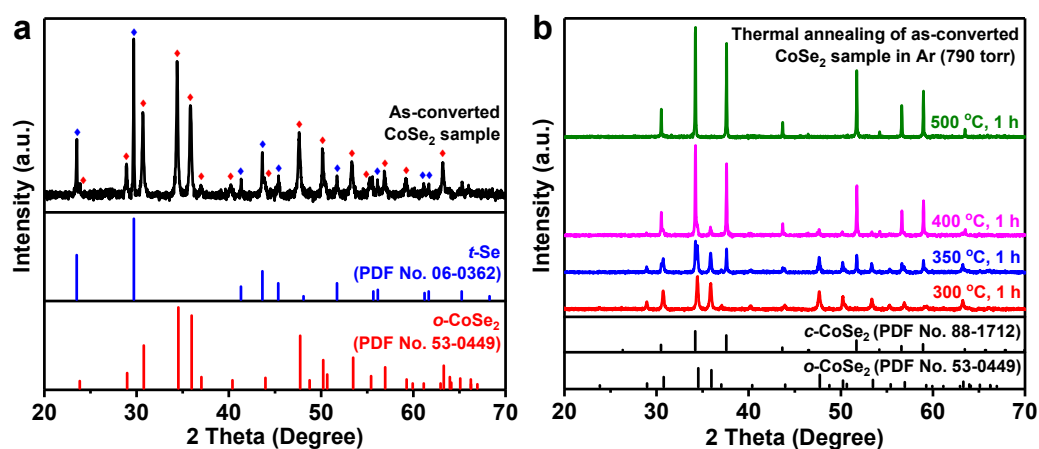 a
Intensity (a.u.)
As-converted
CoSe₂ sample
t-Se
(PDF No. 06-0362)
o-CoSe₂
(PDF No. 53-0449)
20 30 40 50 60 70
2 Theta (Degree)
b
Intensity (a.u.)
Thermal annealing of as-converted
CoSe₂ sample in Ar (790 torr)
500 °C, 1 h
400 °C, 1 h
350 °C, 1 h
300 °C, 1 h
c-CoSe₂ (PDF No. 88-1712)
o-CoSe₂ (PDF No. 53-0449)
20 30 40 50 60 70
2 Theta (Degree)